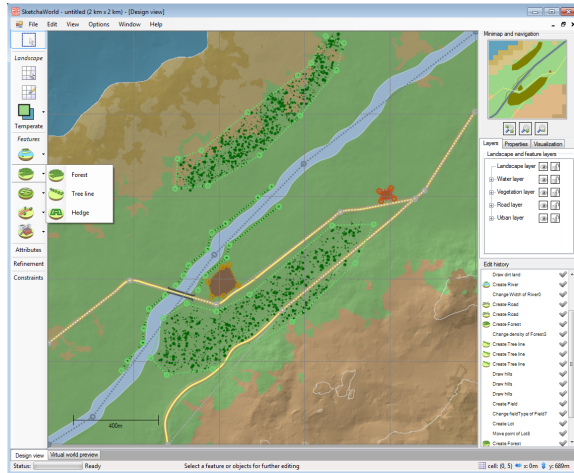 SketchaWorld - untitled (2 km x 2 km) - [Design view]
File Edit View Options Window Help
Landscape
Temperate
Features
Forest
Tree line
Hedge
Attributes
Refinement
Constraints
400m
Minimap and navigation
Layers Properties Visualization
Landscape and feature layers
Landscape layer
Water layer
Vegetation layer
Road layer
Urban layer
Edit history
Draw dirt land
Create River
Change Width of River0
Create Road
Create Road
Create Forest
Change density of Forest3
Create Tree line
Create Tree line
Create Tree line
Draw hills
Draw hills
Draw hills
Create Field
Change fieldType of Field7
Create Lot
Move point of Lot8
Create Forest
Design view Virtual world preview
Status: Ready Select a feature or objects for further editing cell: (0, 5) x: 0m y: 689m